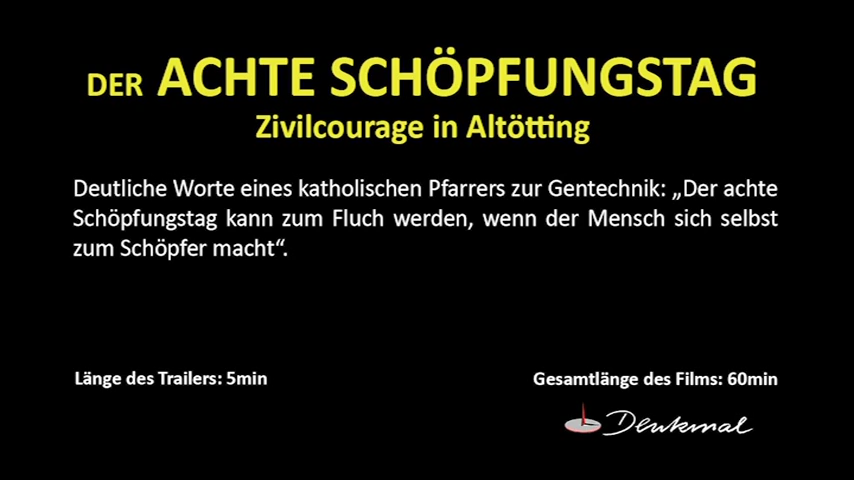 DER ACHTE SCHÖPFUNGSTAG
Zivilcourage in Altötting
Deutliche Worte eines katholischen Pfarrers zur Gentechnik: „Der achte
Schöpfungstag kann zum Fluch werden, wenn der Mensch sich selbst
zum Schöpfer macht“.
Länge des Trailers: 5min
Gesamtlänge des Films: 60min
Denkmal